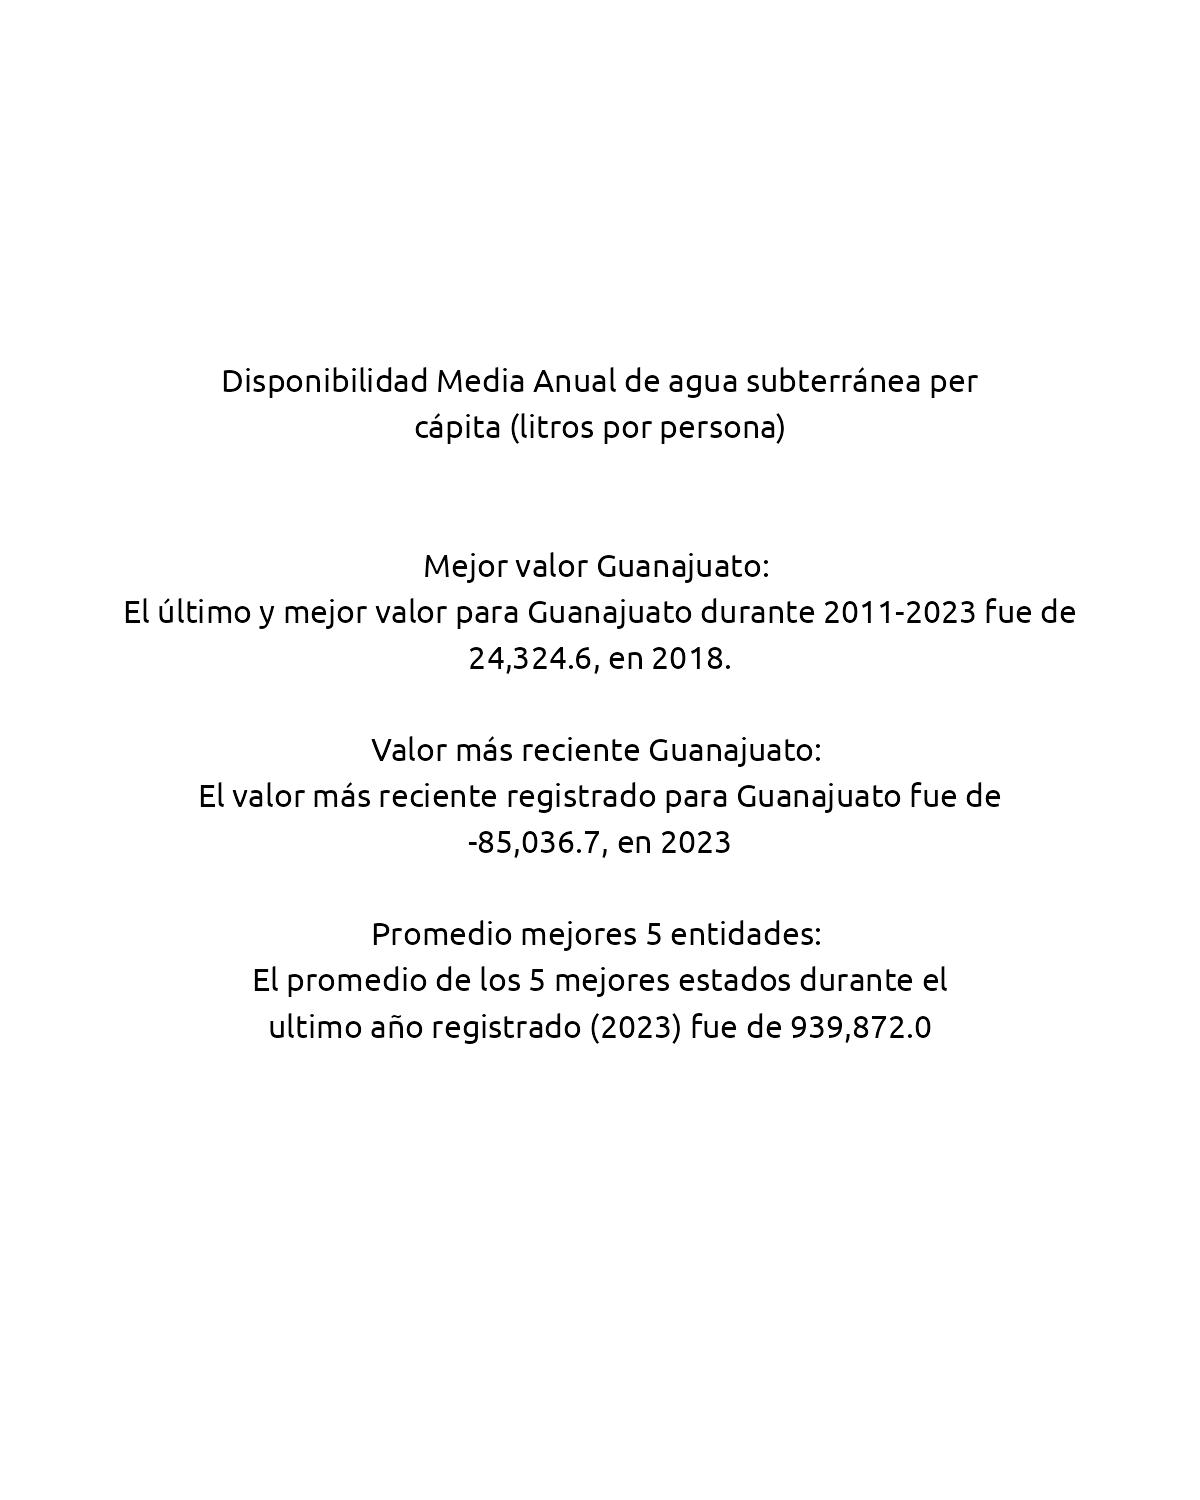 Disponibilidad Media Anual de agua subterránea per
cápita (litros por persona)
Mejor valor Guanajuato:
El último y mejor valor para Guanajuato durante 2011-2023 fue de
24,324.6, en 2018.
Valor más reciente Guanajuato:
El valor más reciente registrado para Guanajuato fue de
-85,036.7, en 2023
Promedio mejores 5 entidades:
El promedio de los 5 mejores estados durante el
ultimo año registrado (2023) fue de 939,872.0